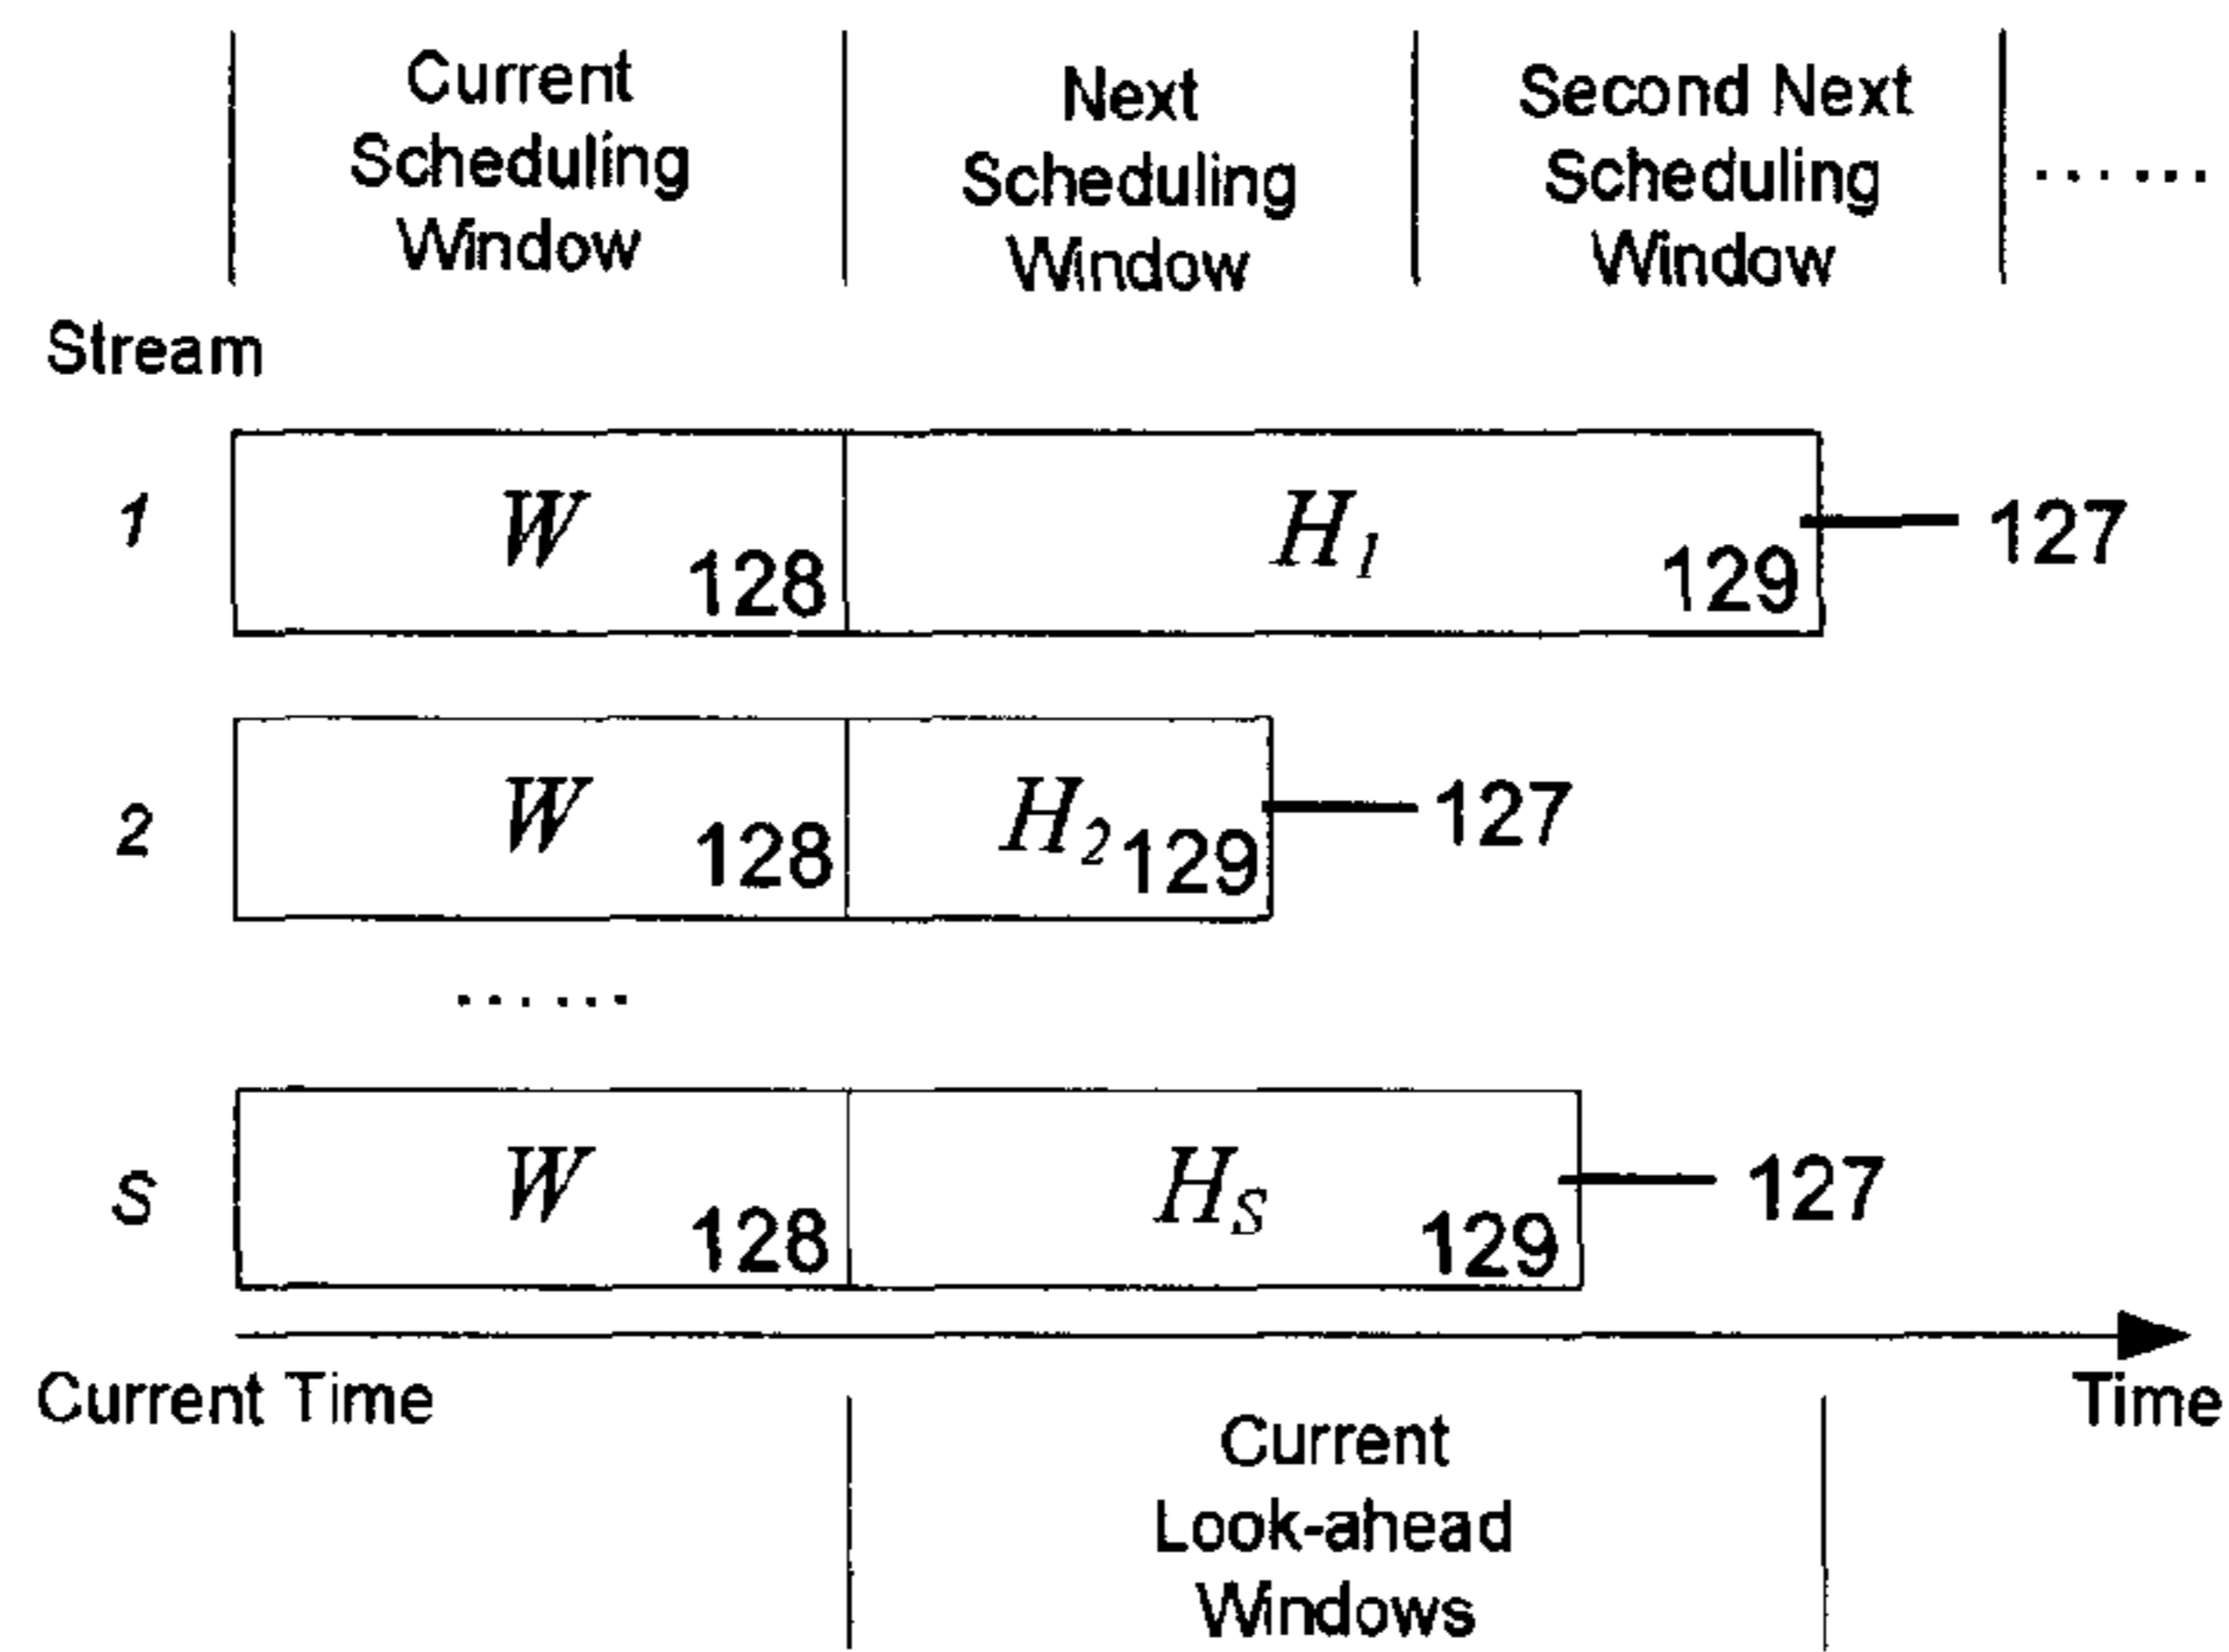 Current
Scheduling
Window
Next
Scheduling
Window
Second Next
Scheduling
Window
......
Stream
1 W 128 H1 129 127
2 W 128 H2 129 127
......
S W 128 HS 129 127
Current Time
Time
Current
Look-ahead
Windows